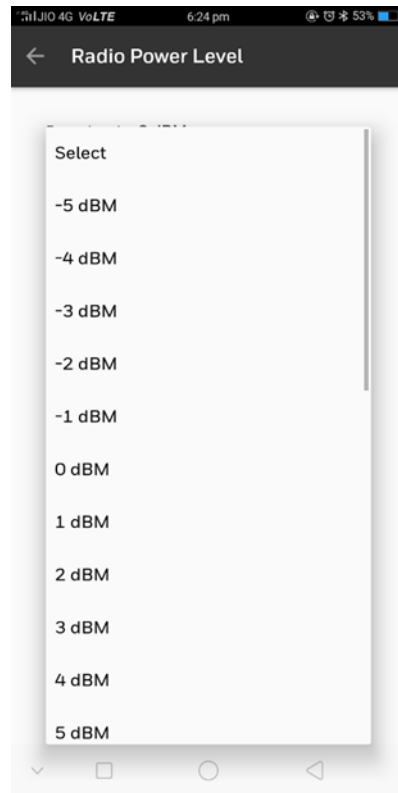 JIO 4G VoLTE 6:24 pm 53%
Radio Power Level
Select
-5 dBM
-4 dBM
-3 dBM
-2 dBM
-1 dBM
0 dBM
1 dBM
2 dBM
3 dBM
4 dBM
5 dBM